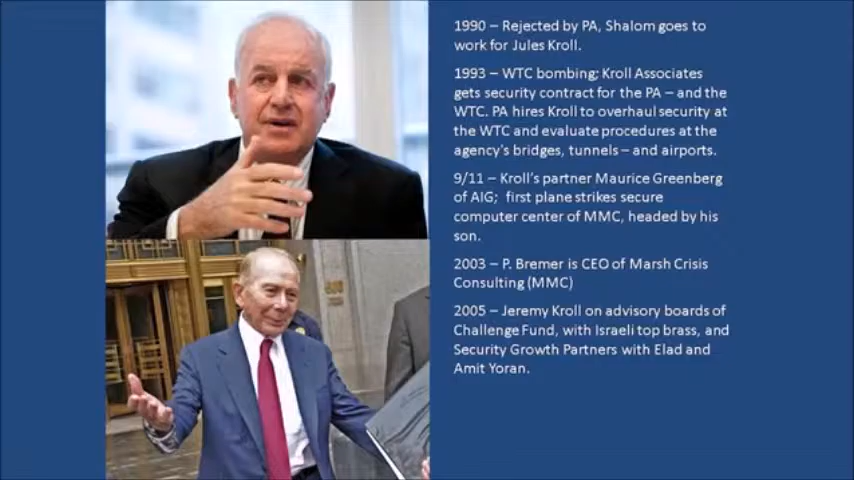 1990 – Rejected by PA, Shalom goes to
work for Jules Kroll.
1993 – WTC bombing; Kroll Associates
gets security contract for the PA – and the
WTC. PA hires Kroll to overhaul security at
the WTC and evaluate procedures at the
agency's bridges, tunnels – and airports.
9/11 – Kroll's partner Maurice Greenberg
of AIG;  first plane strikes secure
computer center of MMC, headed by his
son.
2003 – P. Bremer is CEO of Marsh Crisis
Consulting (MMC)
2005 – Jeremy Kroll on advisory boards of
Challenge Fund, with Israeli top brass, and
Security Growth Partners with Elad and
Amit Yoran.